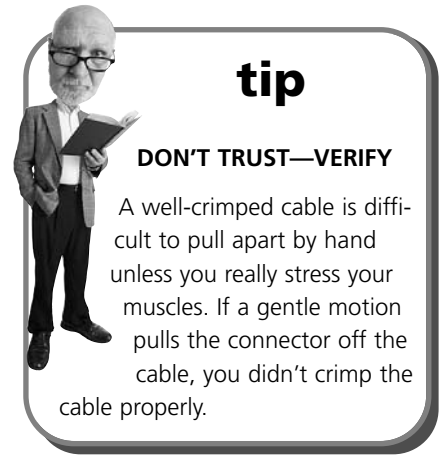 tip
DON'T TRUST—VERIFY
A well-crimped cable is diffi-
cult to pull apart by hand
unless you really stress your
muscles. If a gentle motion
pulls the connector off the
cable, you didn't crimp the
cable properly.